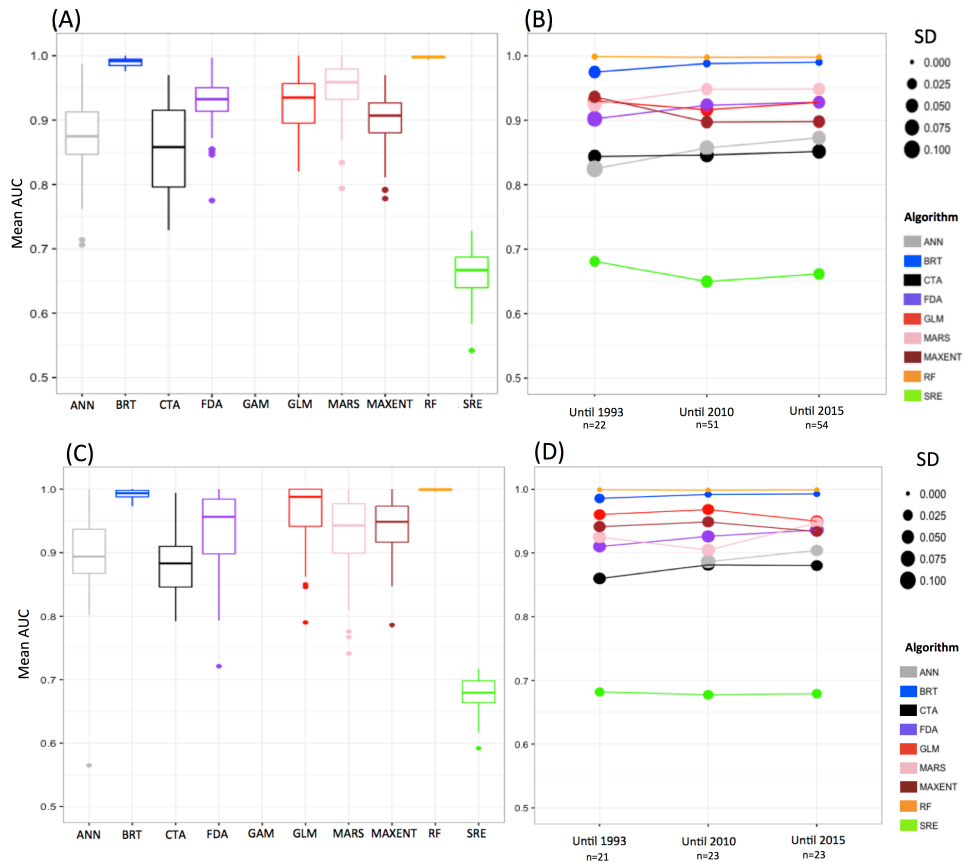 (A)
(B)
Mean AUC
1.0
0.9
0.8
0.7
0.6
0.5
ANN BRT CTA FDA GAM GLM MARS MAXENT RF SRE
1.0
0.9
0.8
0.7
0.6
0.5
Until 1993 Until 2010 Until 2015
n=22 n=51 n=54
SD
0.000
0.025
0.050
0.075
0.100
Algorithm
ANN
BRT
CTA
FDA
GLM
MARS
MAXENT
RF
SRE
(C)
(D)
Mean AUC
1.0
0.9
0.8
0.7
0.6
0.5
ANN BRT CTA FDA GAM GLM MARS MAXENT RF SRE
1.0
0.9
0.8
0.7
0.6
0.5
Until 1993 Until 2010 Until 2015
n=21 n=23 n=23
SD
0.000
0.025
0.050
0.075
0.100
Algorithm
ANN
BRT
CTA
FDA
GLM
MARS
MAXENT
RF
SRE